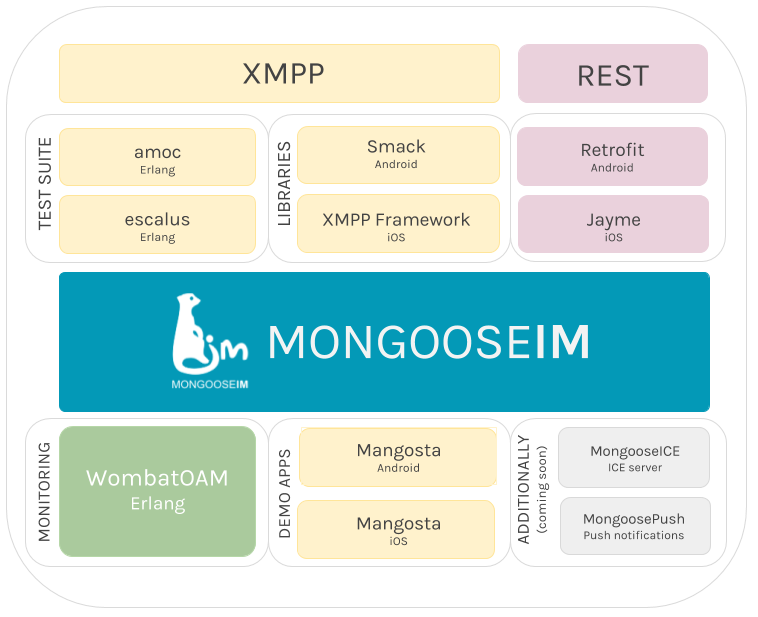 XMPP
REST
TEST SUITE
amoc
Erlang
escalus
Erlang
LIBRARIES
Smack
Android
XMPP Framework
iOS
Retrofit
Android
Jayme
iOS
im
MONGOOSEIM
MONGOOSEIM
MONITORING
WombatOAM
Erlang
DEMO APPS
Mangosta
Android
Mangosta
iOS
ADDITIONALLY
(coming soon)
MongooseICE
ICE server
MongoosePush
Push notifications